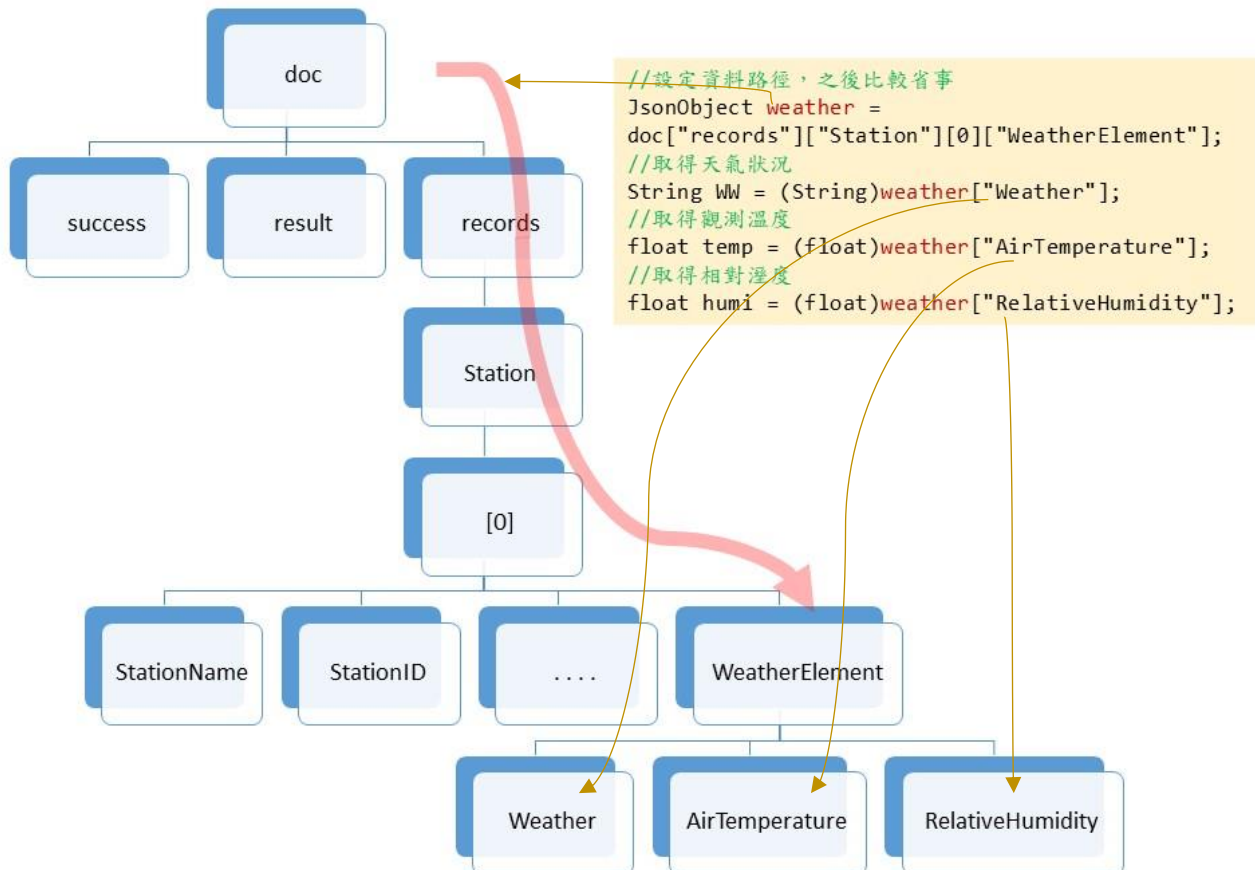 doc
//設定資料路徑，之後比較省事
JsonObject weather =
doc["records"]["Station"][0]["WeatherElement"];
//取得天氣狀況
String WW = (String)weather["Weather"];
//取得觀測溫度
float temp = (float)weather["AirTemperature"];
//取得相對溼度
float humi = (float)weather["RelativeHumidity"];
success
result
records
Station
[0]
StationName
StationID
....
WeatherElement
Weather
AirTemperature
RelativeHumidity